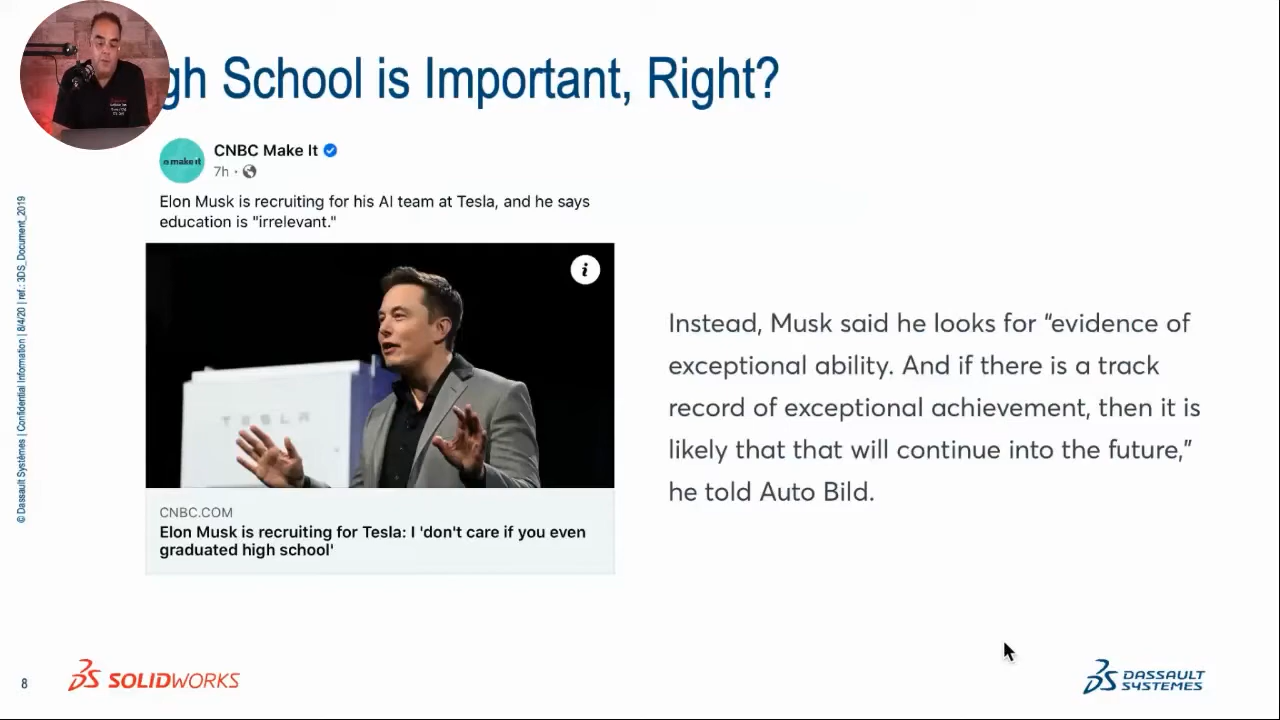 gh School is Important, Right?
make it
CNBC Make It
7h ·
Elon Musk is recruiting for his AI team at Tesla, and he says
education is "irrelevant."
TESLA
i
CNBC.COM
Elon Musk is recruiting for Tesla: I 'don't care if you even
graduated high school'
Instead, Musk said he looks for “evidence of
exceptional ability. And if there is a track
record of exceptional achievement, then it is
likely that that will continue into the future,”
he told Auto Bild.
© Dassault Systèmes | Confidential Information | 8/4/20 | ref.: 3DS_Document_2019
8
SOLIDWORKS
DASSAULT
SYSTEMES